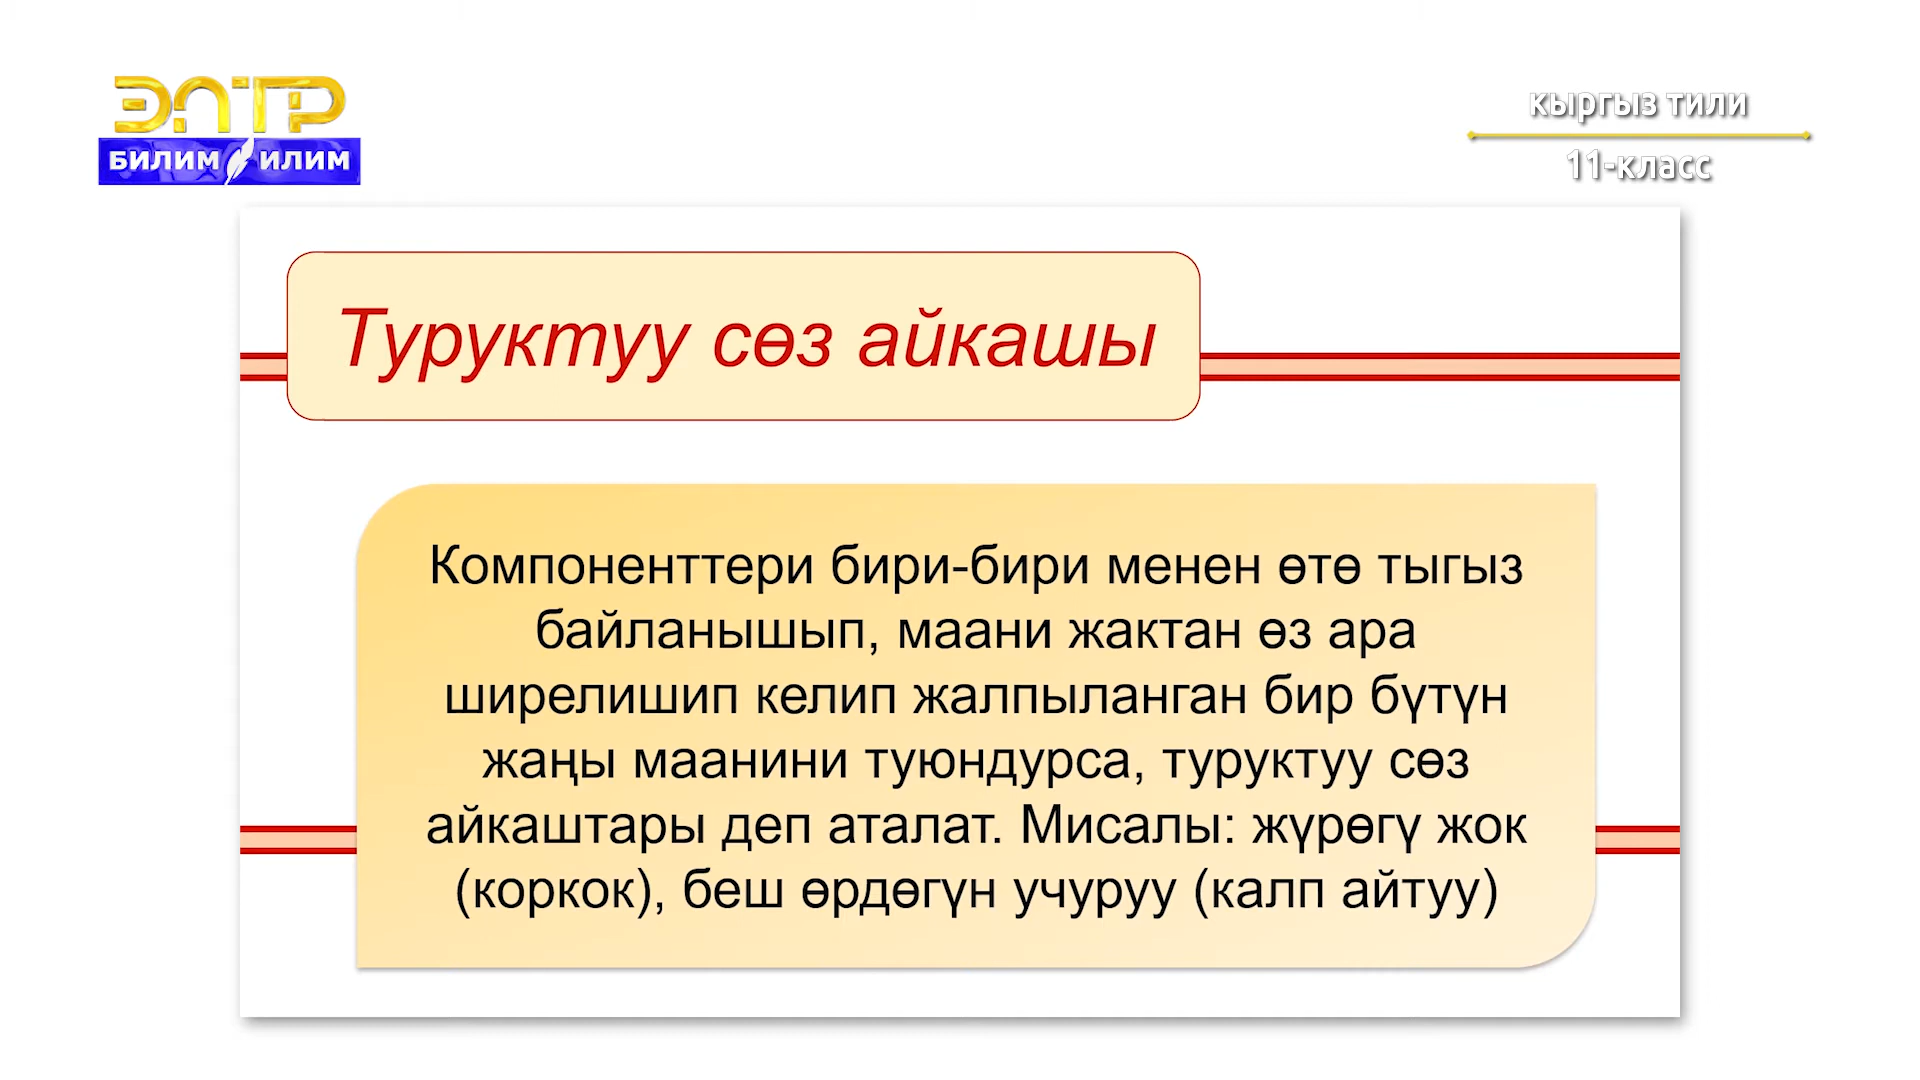 ЭЛТР
БИЛИМ ИЛИМ
кыргыз тили
11-класс
Туруктуу сөз айкашы
Компоненттери бири-бири менен өтө тыгыз
байланышып, маани жактан өз ара
ширелишип келип жалпыланган бир бүтүн
жаңы маанини туюндурса, туруктуу сөз
айкаштары деп аталат. Мисалы: жүрөгү жок
(коркок), беш өрдөгүн учуруу (калп айтуу)